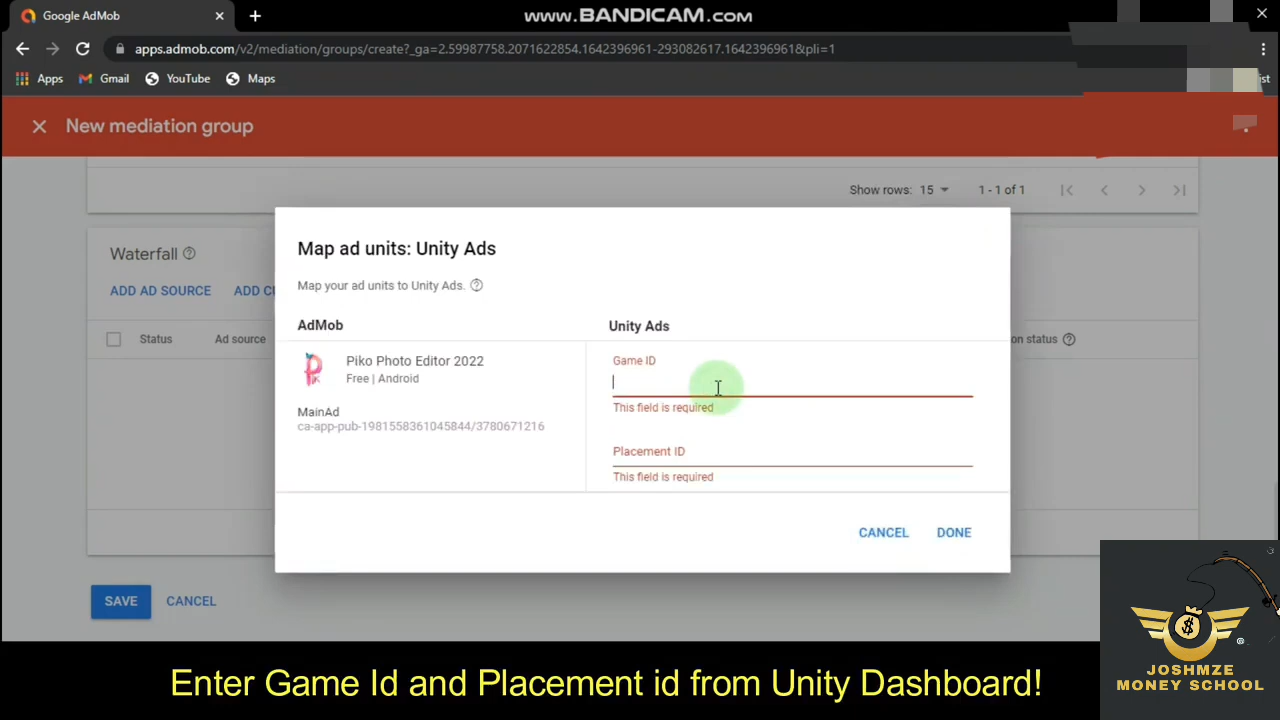 Google AdMob
www.BANDICAM.com
apps.admob.com/v2/mediation/groups/create?_ga=2.59987758.2071622854.1642396961-293082617.1642396961&pli=1
Apps Gmail YouTube Maps
New mediation group
Show rows: 15 1 - 1 of 1
Waterfall
ADD AD SOURCE ADD C
Status Ad source on status
Map ad units: Unity Ads
Map your ad units to Unity Ads.
AdMob Unity Ads
Piko Photo Editor 2022
Free | Android
MainAd
ca-app-pub-1981558361045844/3780671216
Game ID
This field is required
Placement ID
This field is required
CANCEL DONE
SAVE CANCEL
JOSHMZE
MONEY SCHOOL
Enter Game Id and Placement id from Unity Dashboard!